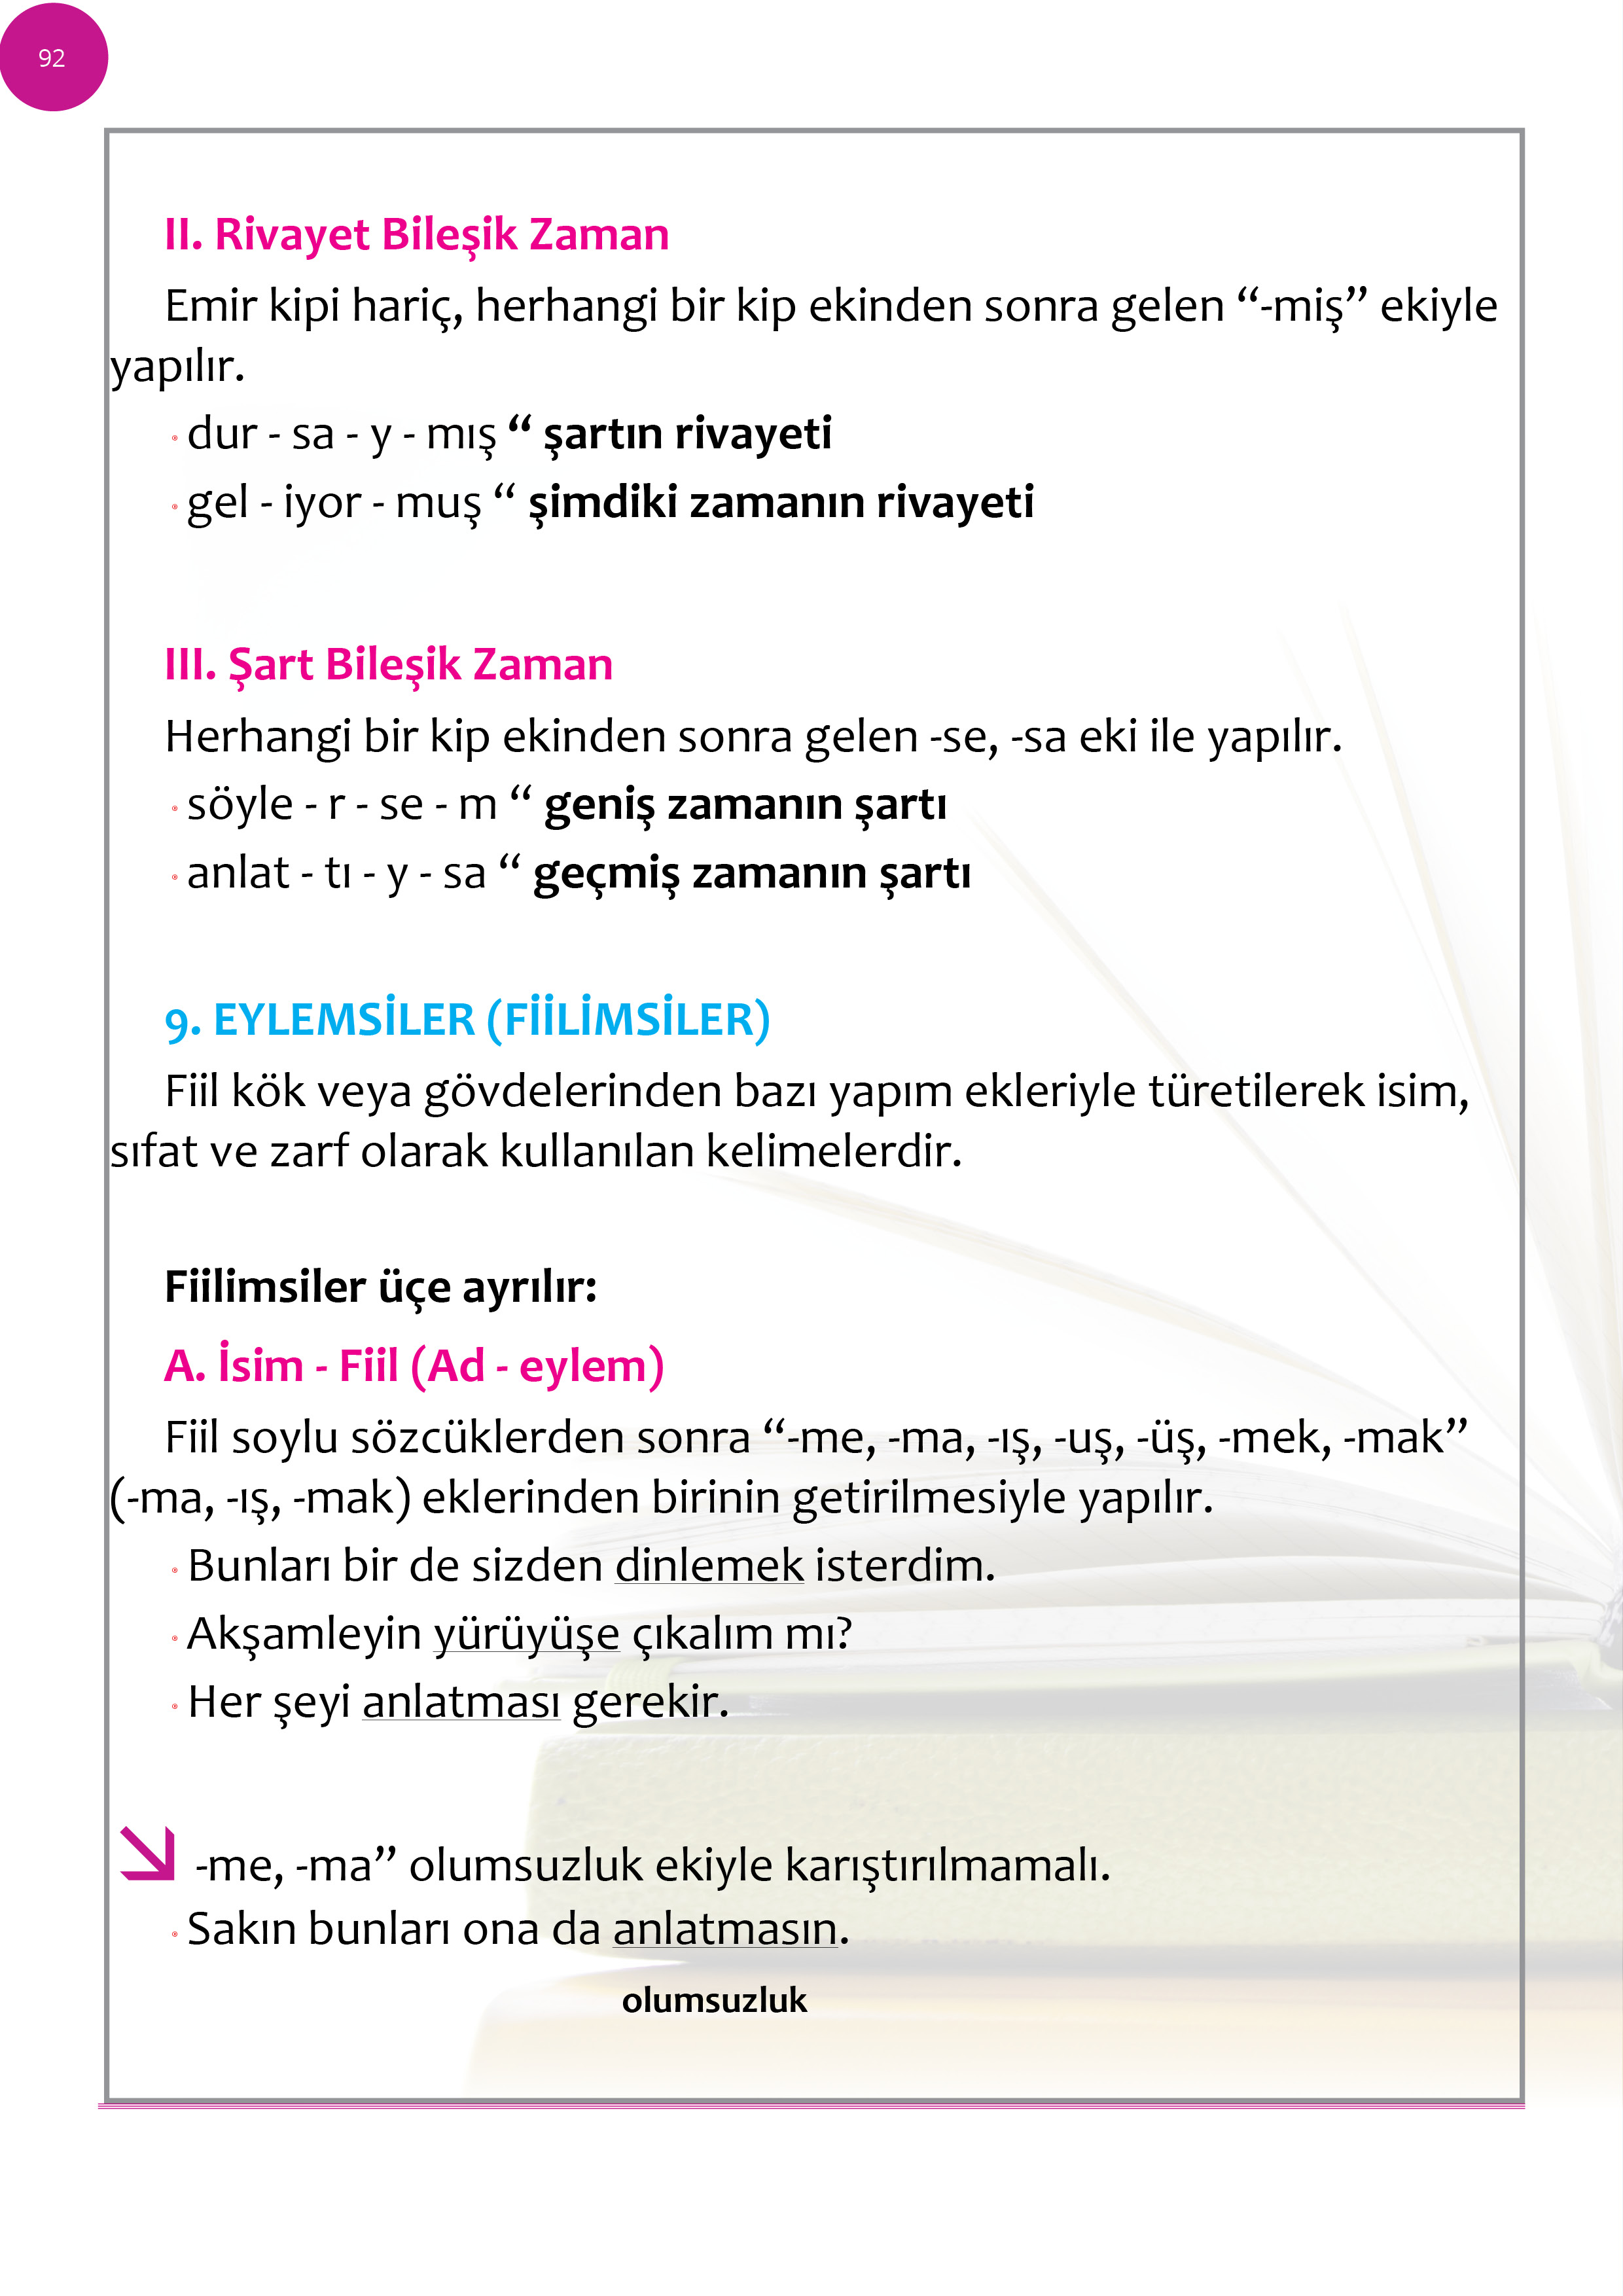 92
II. Rivayet Bileşik Zaman
Emir kipi hariç, herhangi bir kip ekinden sonra gelen “-miş” ekiyle
yapılır.
dur - sa - y - mış “ şartın rivayeti
gel - iyor - muş “ şimdiki zamanın rivayeti
III. Şart Bileşik Zaman
Herhangi bir kip ekinden sonra gelen -se, -sa eki ile yapılır.
söyle - r - se - m “ geniş zamanın şartı
anlat - tı - y - sa “ geçmiş zamanın şartı
9. EYLEMSİLER (FİİLİMSİLER)
Fiil kök veya gövdelerinden bazı yapım ekleriyle türetilerek isim,
sıfat ve zarf olarak kullanılan kelimelerdir.
Fiilimsiler üçe ayrılır:
A. İsim - Fiil (Ad - eylem)
Fiil soylu sözcüklerden sonra “-me, -ma, -ış, -uş, -üş, -mek, -mak”
(-ma, -ış, -mak) eklerinden birinin getirilmesiyle yapılır.
Bunları bir de sizden dinlemek isterdim.
Akşamleyin yürüyüşe çıkalım mı?
Her şeyi anlatması gerekir.
-me, -ma” olumsuzluk ekiyle karıştırılmamalı.
Sakın bunları ona da anlatmasın.
olumsuzluk